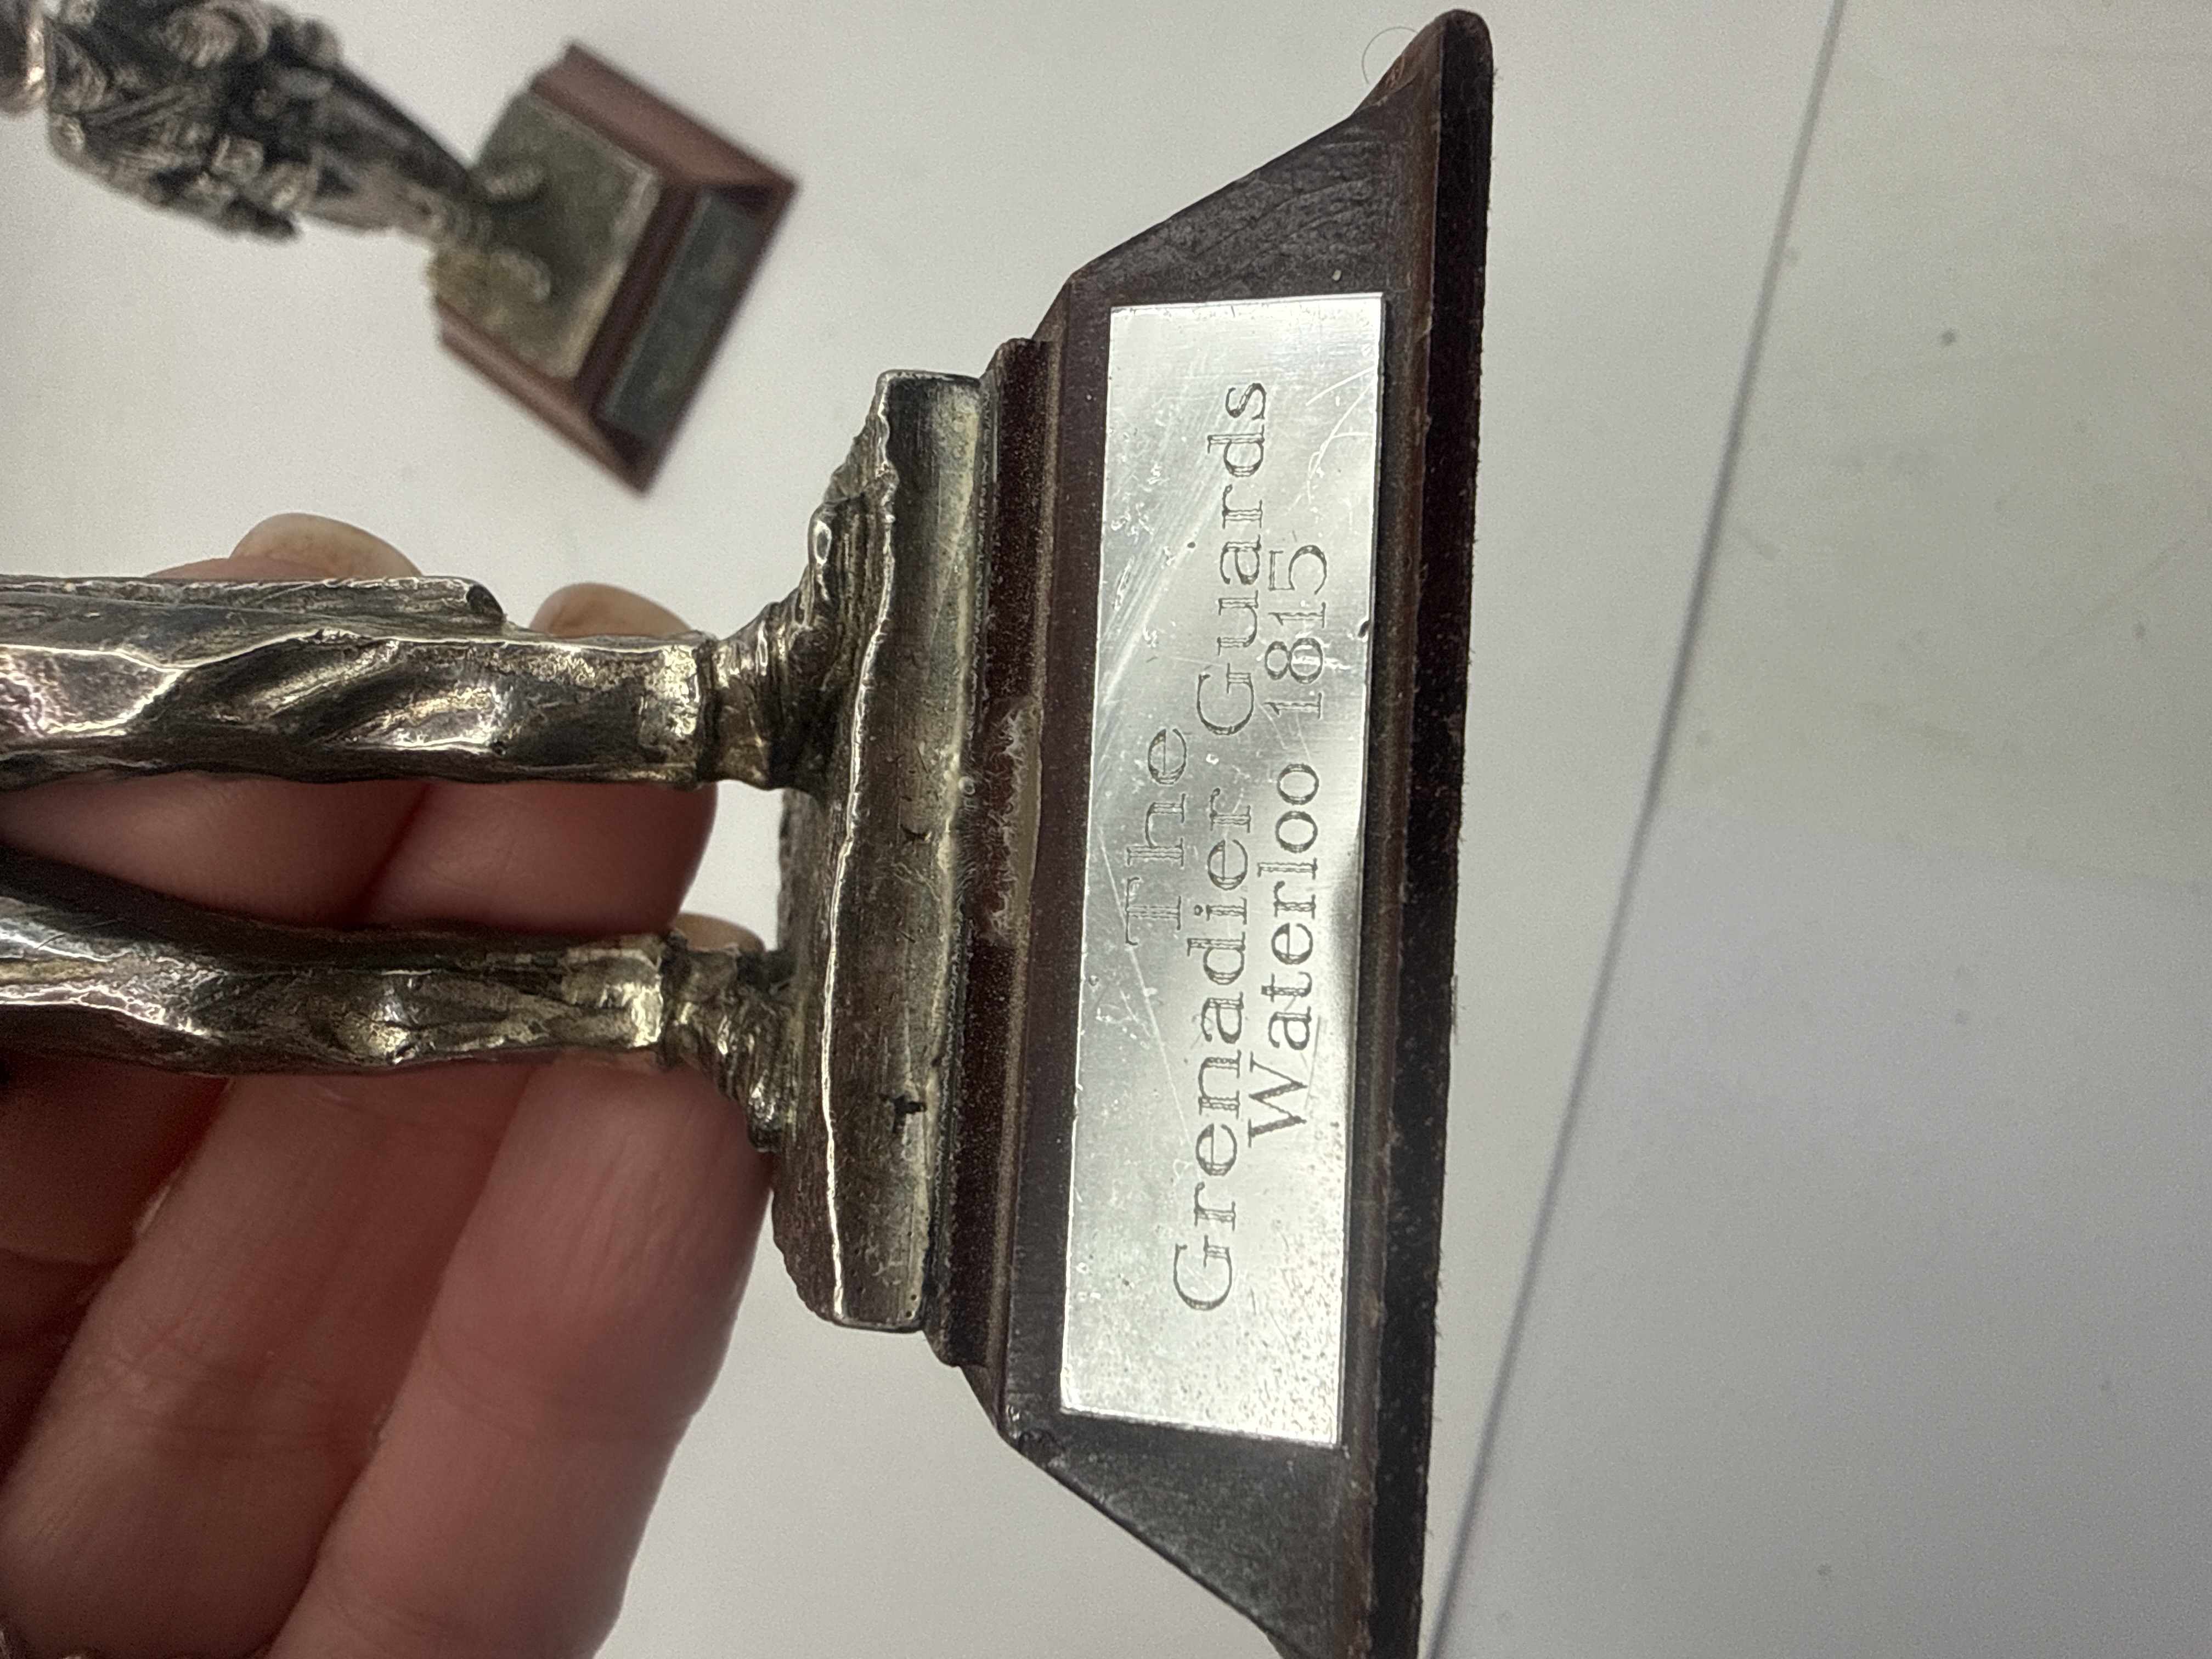 The
Grenadier Guards
Waterloo 1815